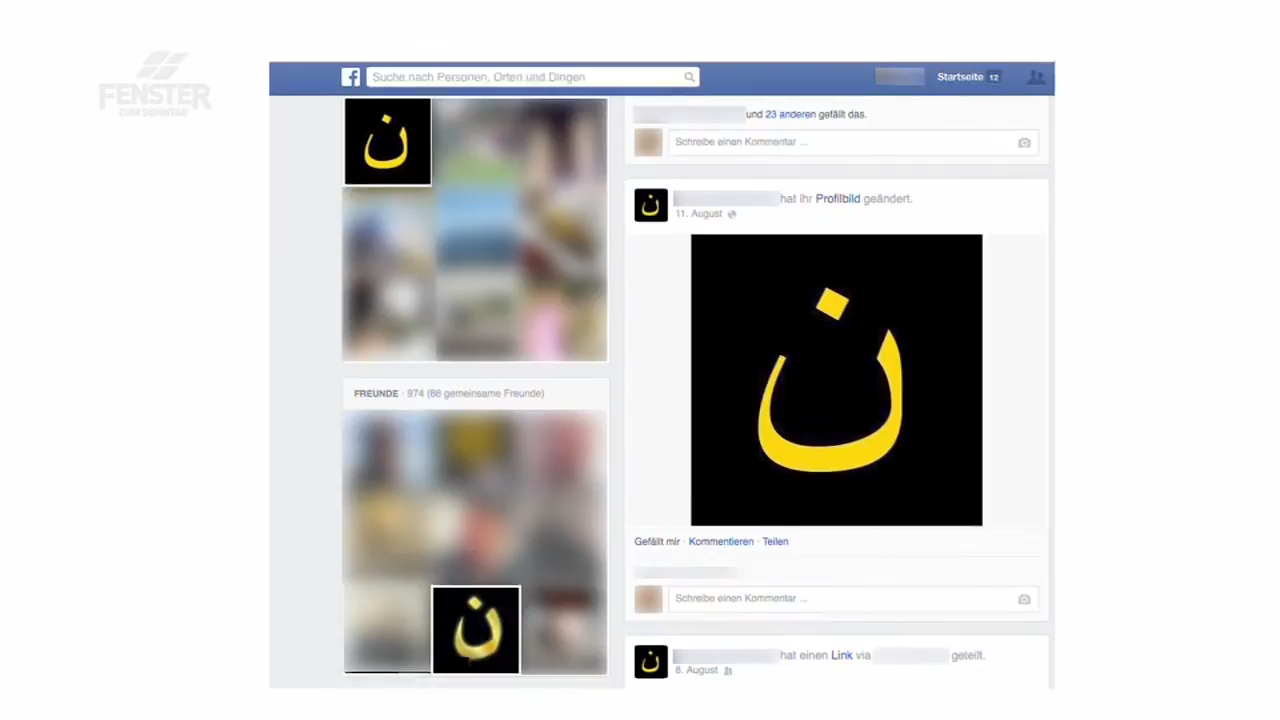 FENSTER
ZUM SONNTAG
Suche nach Personen, Orten und Dingen
Startseite 12
ن
und 23 anderen gefällt das.
Schreibe einen Kommentar ...
ن
hat ihr Profilbild geändert.
11. August
ن
FREUNDE · 974 (86 gemeinsame Freunde)
ن
Gefällt mir · Kommentieren · Teilen
Schreibe einen Kommentar ...
ن
hat einen Link via
geteilt.
6. August